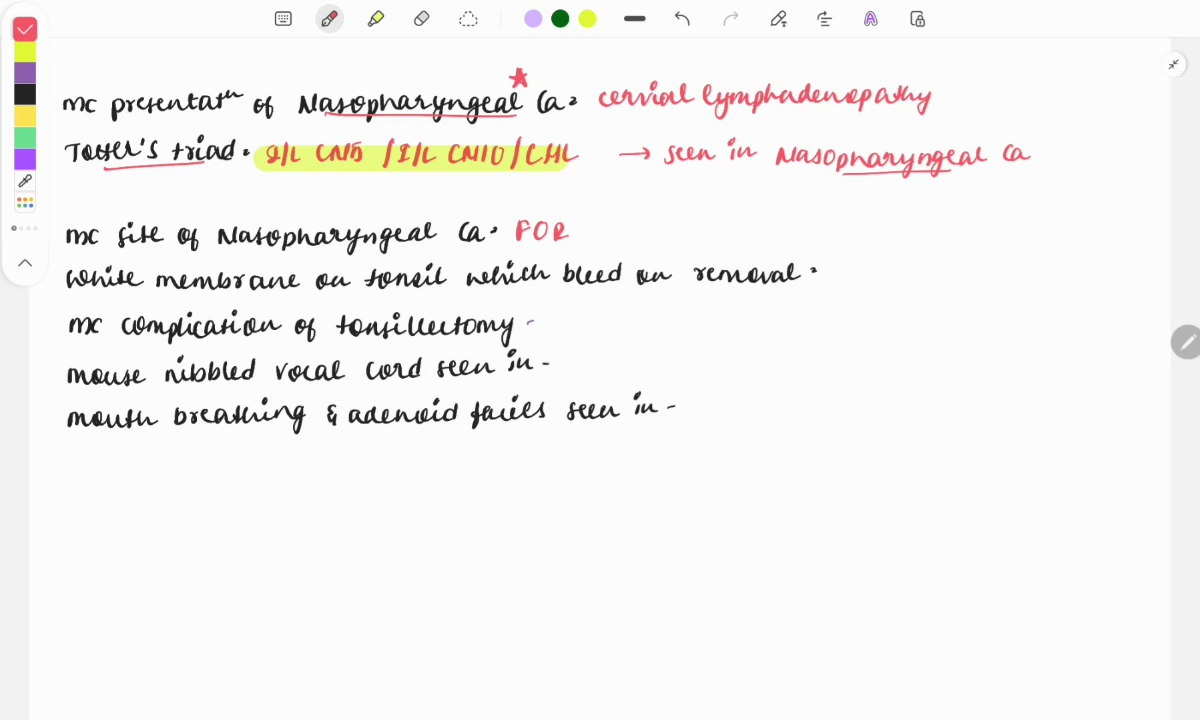 mc presentatn of Nasopharyngeal Ca = cervial lymphadenopathy
Totter's triad = I/L CN5 / I/L CN10 / CHL → seen in Nasopharyngeal Ca
mc site of Nasopharyngeal Ca = FOR
White membrane on tonsil which bleed on removal =
mc complication of tonsillectomy -
mouse nibbled vocal cord seen in -
mouth breathing & adenoid facies seen in -